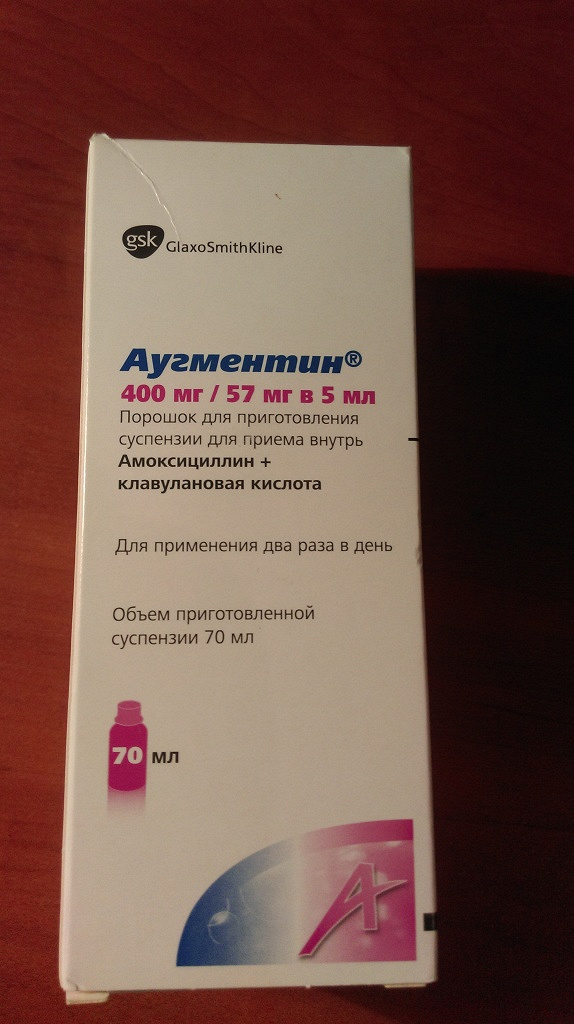 gsk GlaxoSmithKline
Аугментин®
400 мг / 57 мг в 5 мл
Порошок для приготовления
суспензии для приема внутрь
Амоксициллин +
клавулановая кислота
Для применения два раза в день
Объем приготовленной
суспензии 70 мл
70 мл
A